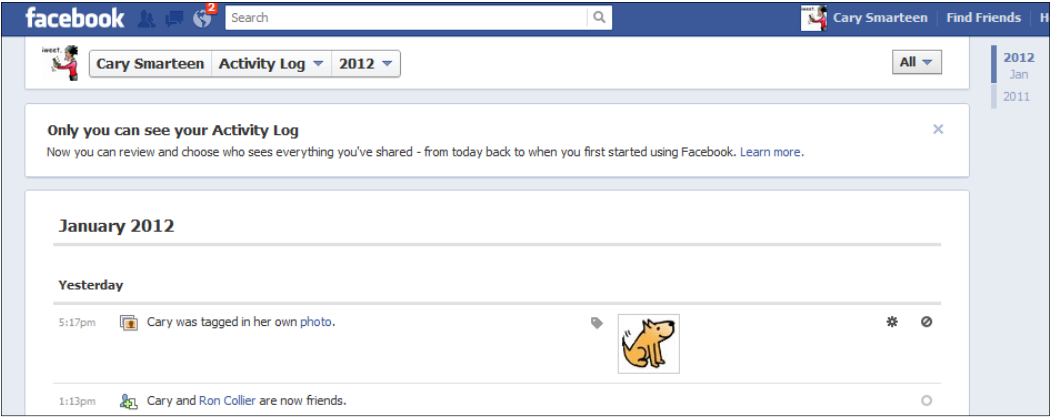 facebook 2 Search Cary Smarteen Find Friends H
tweet.
Cary Smarteen Activity Log 2012 All
2012
Jan
2011
Only you can see your Activity Log
Now you can review and choose who sees everything you've shared - from today back to when you first started using Facebook. Learn more.
January 2012
Yesterday
5:17pm Cary was tagged in her own photo.
1:13pm Cary and Ron Collier are now friends.